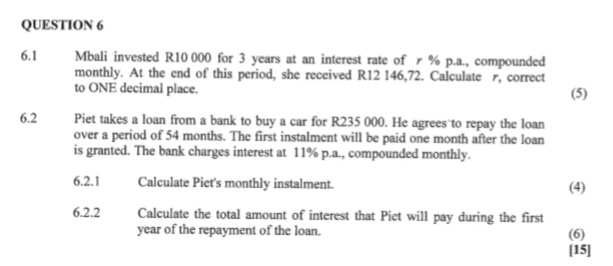 QUESTION 6
6.1 Mbali invested R10 000 for 3 years at an interest rate of r % p.a., compounded
monthly. At the end of this period, she received R12 146,72. Calculate r, correct
to ONE decimal place. (5)
6.2 Piet takes a loan from a bank to buy a car for R235 000. He agrees to repay the loan
over a period of 54 months. The first instalment will be paid one month after the loan
is granted. The bank charges interest at 11% p.a., compounded monthly.
6.2.1 Calculate Piet's monthly instalment. (4)
6.2.2 Calculate the total amount of interest that Piet will pay during the first
year of the repayment of the loan. (6)
[15]